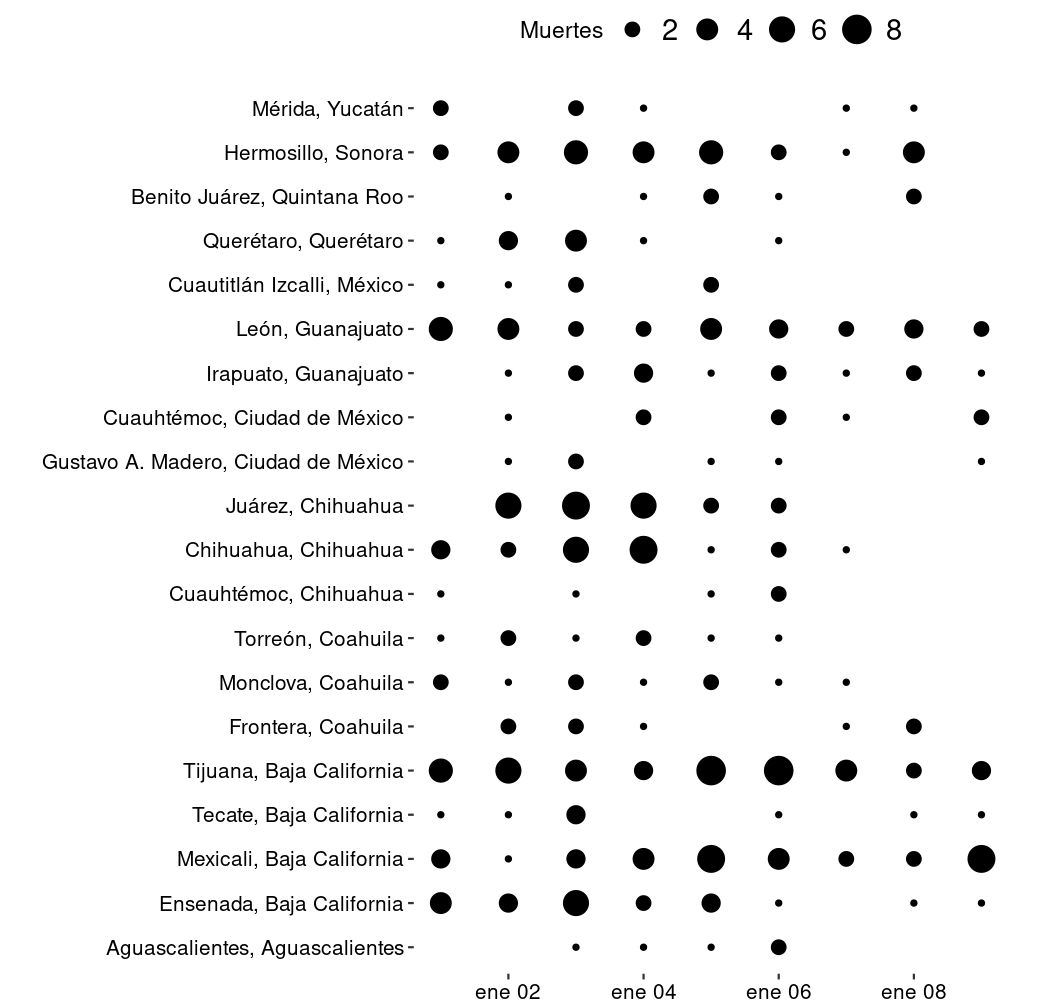 Muertes 2 4 6 8
Mérida, Yucatán
Hermosillo, Sonora
Benito Juárez, Quintana Roo
Querétaro, Querétaro
Cuautitlán Izcalli, México
León, Guanajuato
Irapuato, Guanajuato
Cuauhtémoc, Ciudad de México
Gustavo A. Madero, Ciudad de México
Juárez, Chihuahua
Chihuahua, Chihuahua
Cuauhtémoc, Chihuahua
Torreón, Coahuila
Monclova, Coahuila
Frontera, Coahuila
Tijuana, Baja California
Tecate, Baja California
Mexicali, Baja California
Ensenada, Baja California
Aguascalientes, Aguascalientes
ene 02 ene 04 ene 06 ene 08